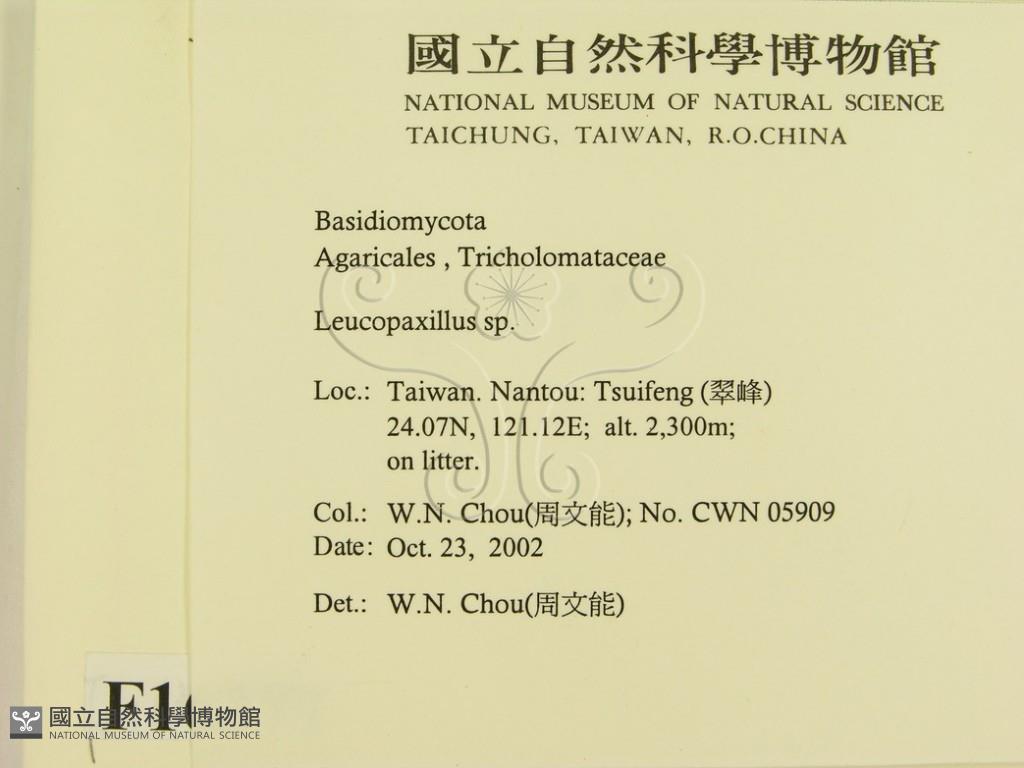 國立自然科學博物館
NATIONAL MUSEUM OF NATURAL SCIENCE
TAICHUNG, TAIWAN, R.O.CHINA
Basidiomycota
Agaricales , Tricholomataceae
Leucopaxillus sp.
Loc.: Taiwan. Nantou: Tsuifeng (翠峰)
24.07N, 121.12E; alt. 2,300m;
on litter.
Col.: W.N. Chou(周文能); No. CWN 05909
Date: Oct. 23, 2002
Det.: W.N. Chou(周文能)
國立自然科學博物館
NATIONAL MUSEUM OF NATURAL SCIENCE